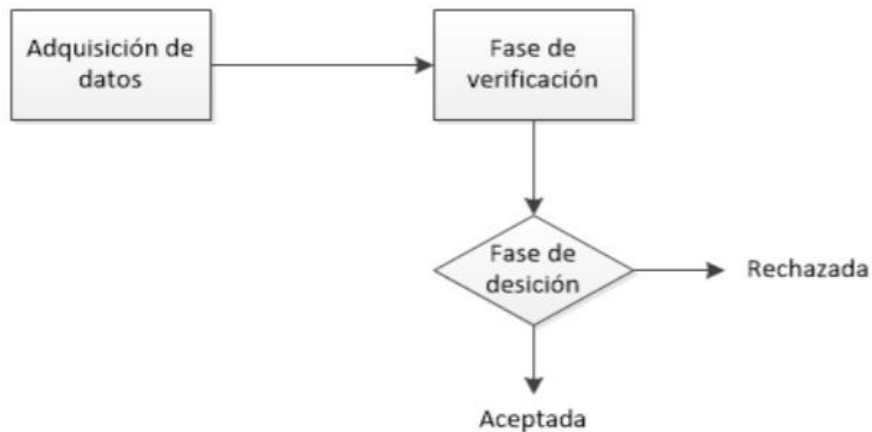 Adquisición de
datos
Fase de
verificación
Fase de
desición
Rechazada
Aceptada